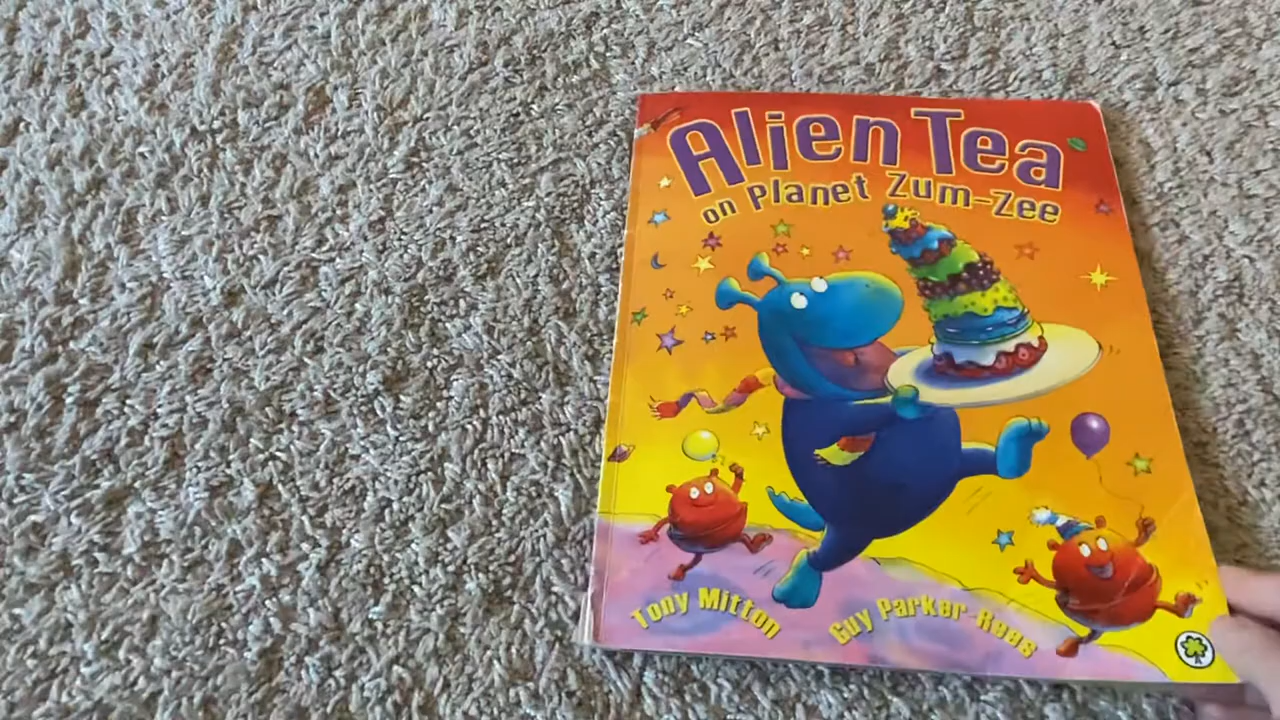 Alien Tea
on Planet Zum-Zee
Tony Mitton
Guy Parker-Rees